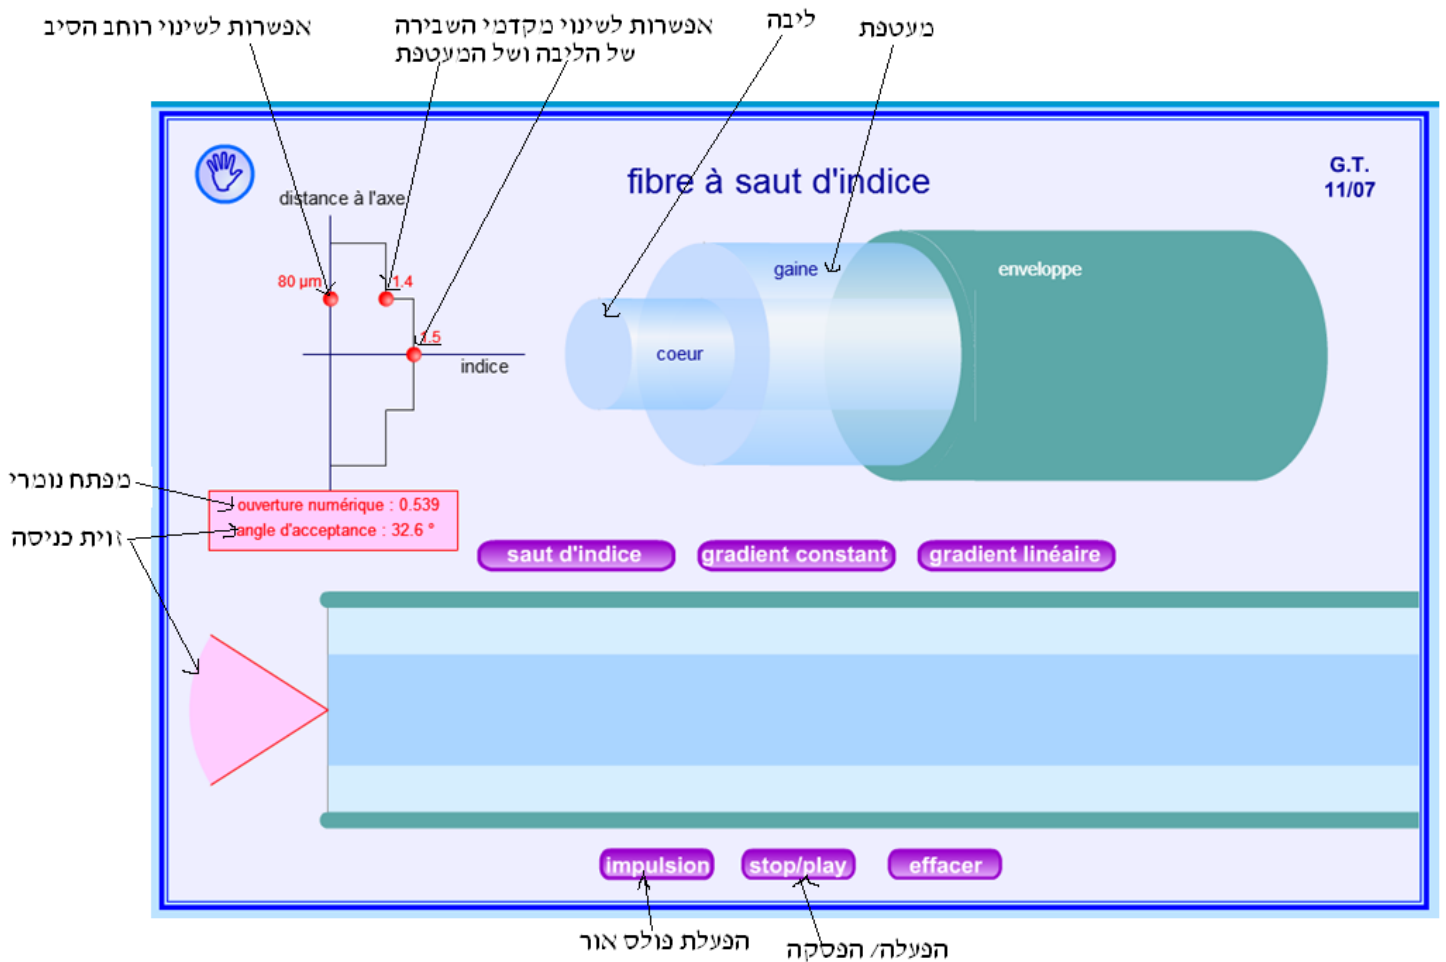 אפשרות לשינוי רוחב הסיב
אפשרות לשינוי מקדמי השבירה
של הליבה ושל המעטפת
ליבה
מעטפת
fibre à saut d'indice
G.T.
11/07
distance à l'axe
80 µm
1.4
1.5
indice
coeur
gaine
enveloppe
מפתח נומרי
זוית כניסה
ouverture numérique : 0.539
angle d'acceptance : 32.6 °
saut d'indice
gradient constant
gradient linéaire
impulsion
stop/play
effacer
הפעלת פולס אור
הפעלה/ הפסקה